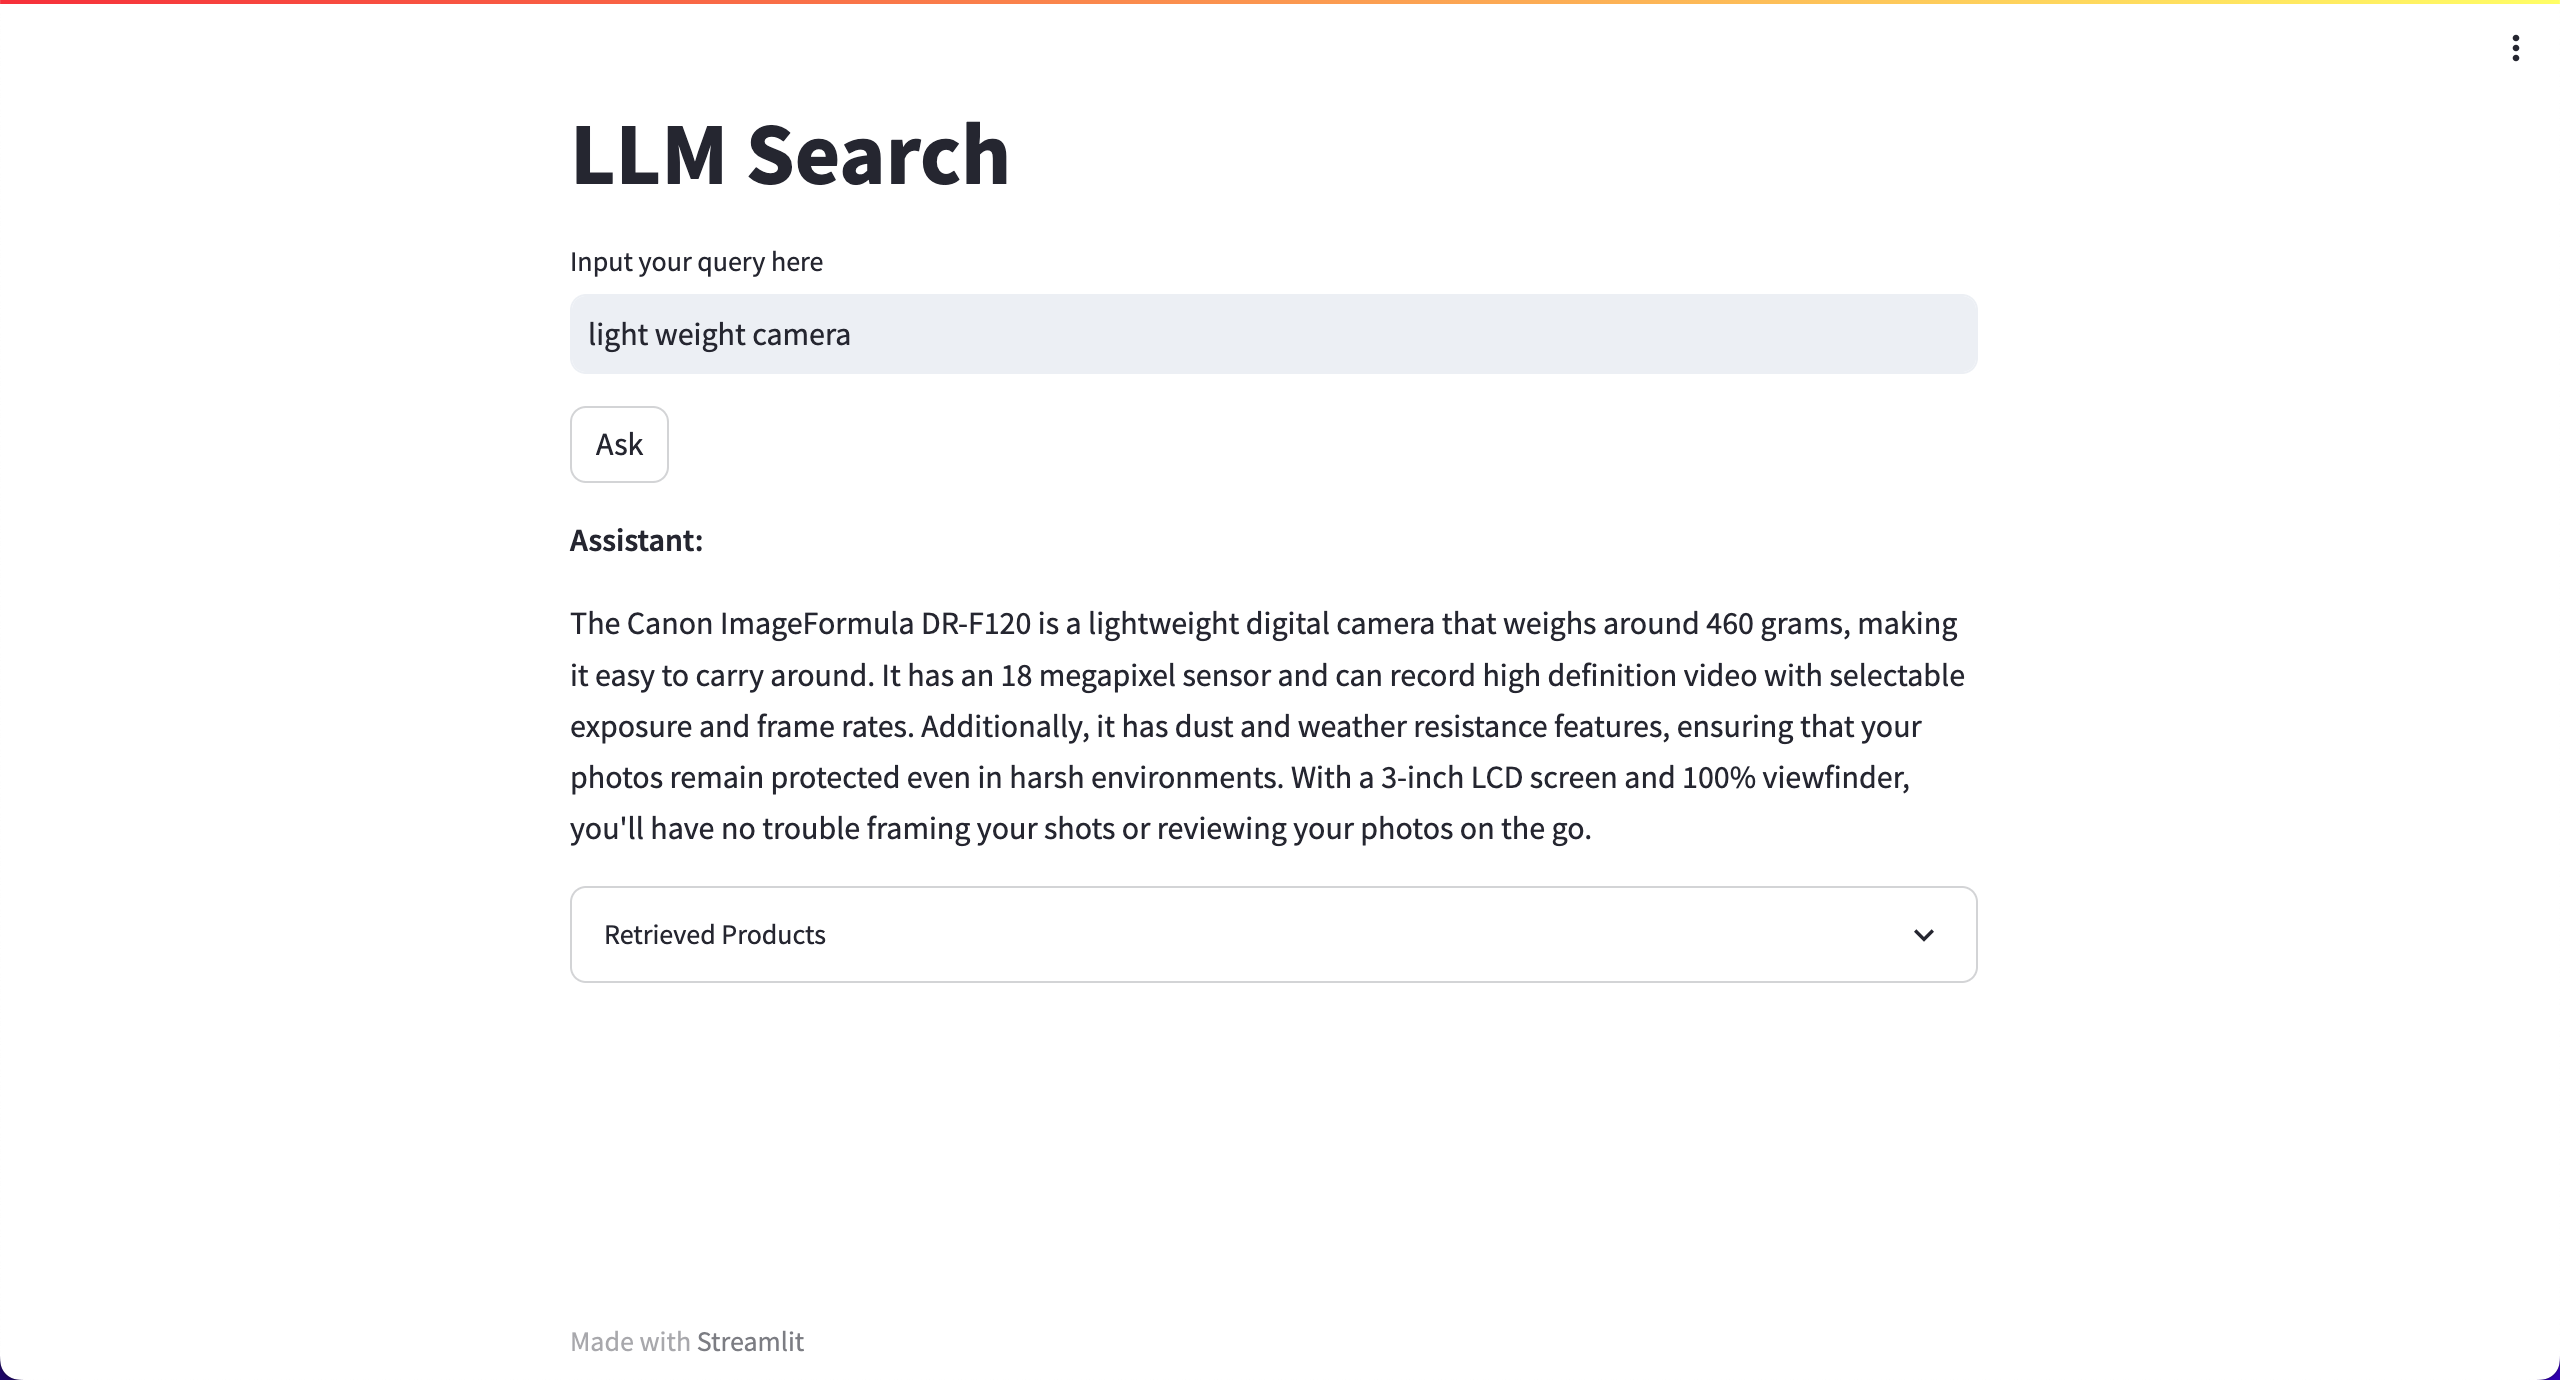 LLM Search
Input your query here
light weight camera
Ask
Assistant:
The Canon ImageFormula DR-F120 is a lightweight digital camera that weighs around 460 grams, making
it easy to carry around. It has an 18 megapixel sensor and can record high definition video with selectable
exposure and frame rates. Additionally, it has dust and weather resistance features, ensuring that your
photos remain protected even in harsh environments. With a 3-inch LCD screen and 100% viewfinder,
you'll have no trouble framing your shots or reviewing your photos on the go.
Retrieved Products
Made with Streamlit